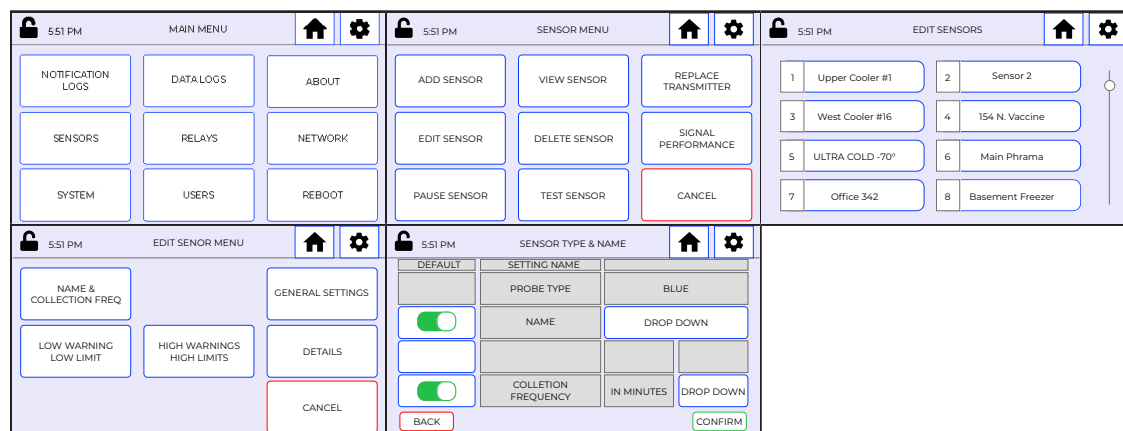 5:51 PM MAIN MENU
NOTIFICATION
LOGS
DATA LOGS
ABOUT
SENSORS
RELAYS
NETWORK
SYSTEM
USERS
REBOOT
5:51 PM SENSOR MENU
ADD SENSOR
VIEW SENSOR
REPLACE
TRANSMITTER
EDIT SENSOR
DELETE SENSOR
SIGNAL
PERFORMANCE
PAUSE SENSOR
TEST SENSOR
CANCEL
5:51 PM EDIT SENSORS
1 Upper Cooler #1
2 Sensor 2
3 West Cooler #16
4 154 N. Vaccine
5 ULTRA COLD -70°
6 Main Phrama
7 Office 342
8 Basement Freezer
5:51 PM EDIT SENOR MENU
NAME &
COLLECTION FREQ
GENERAL SETTINGS
LOW WARNING
LOW LIMIT
HIGH WARNINGS
HIGH LIMITS
DETAILS
CANCEL
5:51 PM SENSOR TYPE & NAME
DEFAULT SETTING NAME
PROBE TYPE BLUE
NAME DROP DOWN
COLLETION
FREQUENCY
IN MINUTES DROP DOWN
BACK CONFIRM